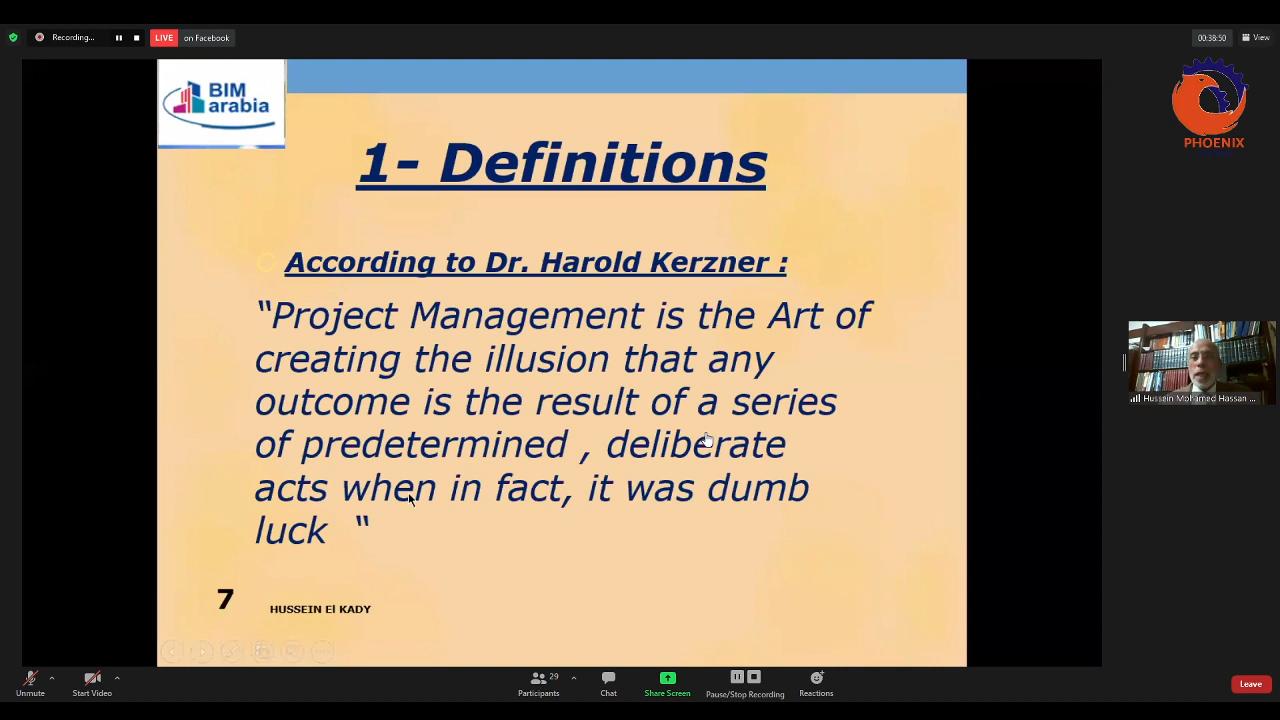 Recording...
LIVE
on Facebook
00:38:50
View
BIM
arabia
PHOENIX
1- Definitions
According to Dr. Harold Kerzner :
“Project Management is the Art of
creating the illusion that any
outcome is the result of a series
of predetermined , deliberate
acts when in fact, it was dumb
luck “
7
HUSSEIN El KADY
Hussein Mohamed Hassan ...
Unmute
Start Video
29
Participants
Chat
Share Screen
Pause/Stop Recording
Reactions
Leave